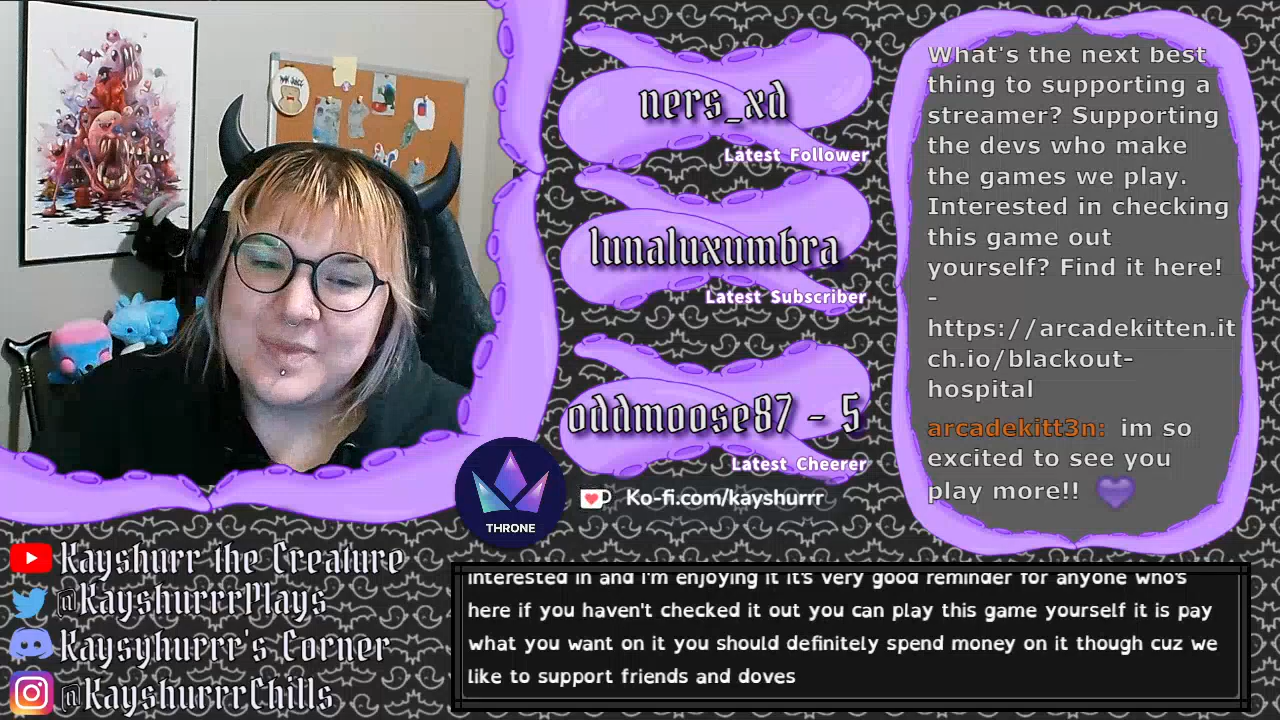 ners_xd
Latest Follower
lunaluxumbra
Latest Subscriber
oddmoose87 - 5
Latest Cheerer
THRONE
Ko-fi.com/kayshurrr
What's the next best
thing to supporting a
streamer? Supporting
the devs who make
the games we play.
Interested in checking
this game out
yourself? Find it here!
-
https://arcadekitten.it
ch.io/blackout-
hospital
arcadekitt3n: im so
excited to see you
play more!!
Kayshurr the Creature
@KayshurrrPlays
Kaysyhurrr's Corner
@KayshurrrChills
interested in and I'm enjoying it it's very good reminder for anyone who's
here if you haven't checked it out you can play this game yourself it is pay
what you want on it you should definitely spend money on it though cuz we
like to support friends and doves